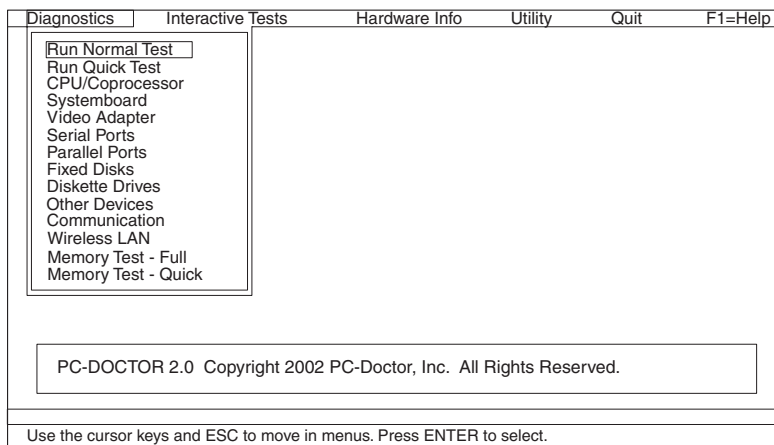 Diagnostics Interactive Tests Hardware Info Utility Quit F1=Help
Run Normal Test
Run Quick Test
CPU/Coprocessor
Systemboard
Video Adapter
Serial Ports
Parallel Ports
Fixed Disks
Diskette Drives
Other Devices
Communication
Wireless LAN
Memory Test - Full
Memory Test - Quick
PC-DOCTOR 2.0 Copyright 2002 PC-Doctor, Inc. All Rights Reserved.
Use the cursor keys and ESC to move in menus. Press ENTER to select.